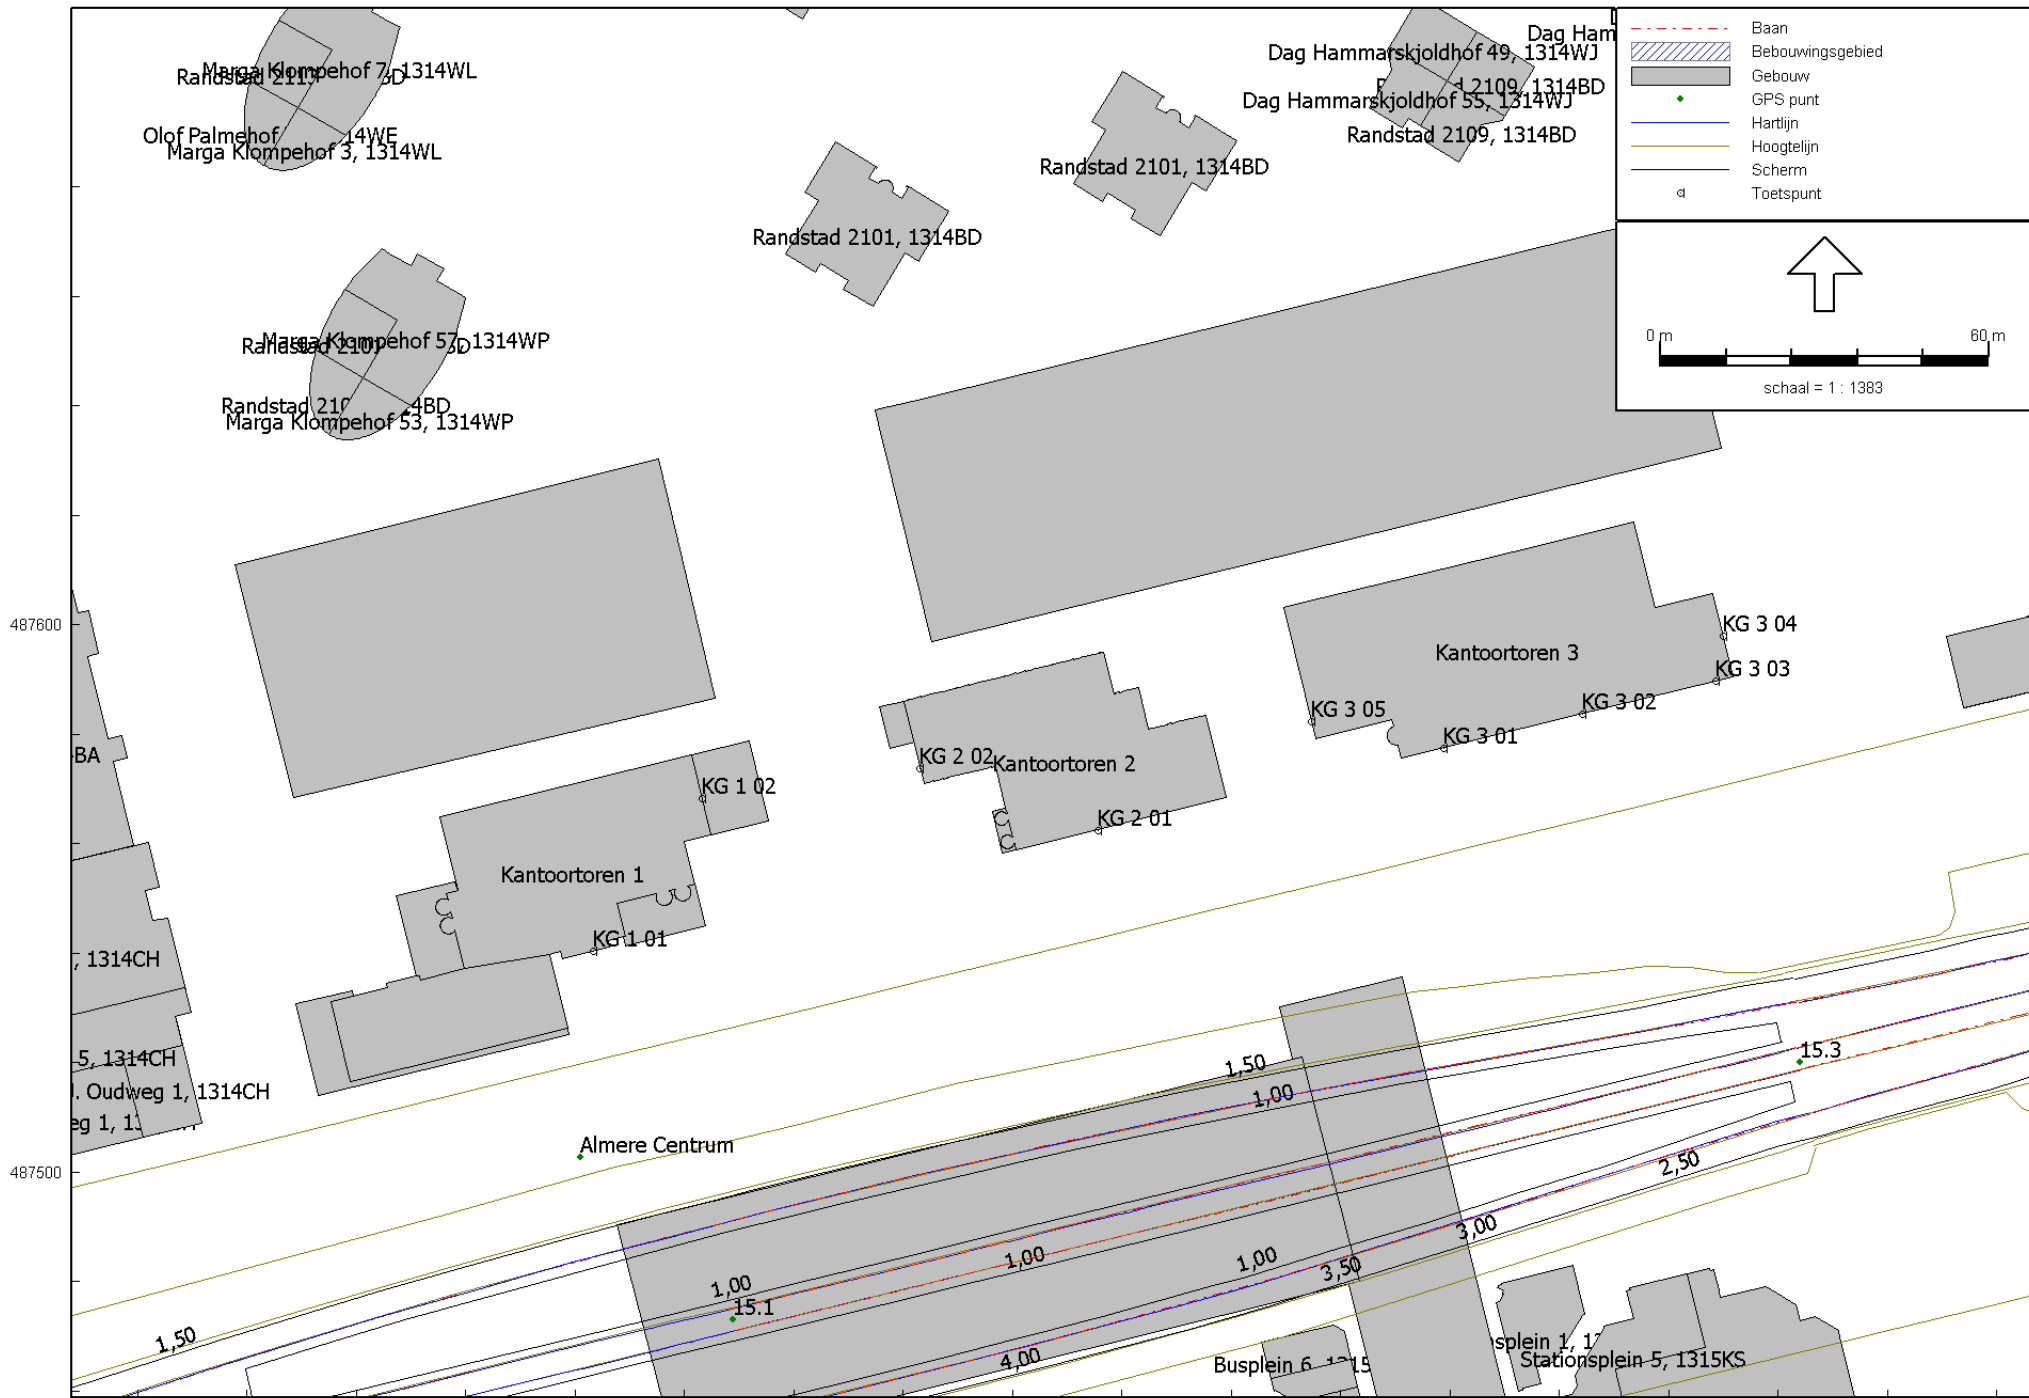 Baan
Bebouwingsgebied
Gebouw
GPS punt
Hartlijn
Hoogtelijn
Scherm
Toetspunt
0 m
60 m
schaal = 1 : 1383
Dag Ham
Dag Hammarskjoldhof 49, 1314WJ
2109, 1314BD
Dag Hammarskjoldhof 55, 1314WJ
Randstad 2109, 1314BD
Marga Klompehof 7, 1314WL
Olof Palmehof
Marga Klompehof 3, 1314WL
Randstad 2101, 1314BD
Randstad 2101, 1314BD
Marga Klompehof 57, 1314WP
Marga Klompehof 53, 1314WP
487600
KG 3 04
Kantoortoren 3
KG 3 03
KG 3 02
KG 3 05
KG 3 01
KG 2 02
Kantoortoren 2
KG 2 01
KG 1 02
Kantoortoren 1
KG 1 01
BA
, 1314CH
5, 1314CH
. Oudweg 1, 1314CH
eg 1,
Almere Centrum
487500
15.3
15.1
1,50
1,00
2,50
3,00
1,00
1,00
1,00
3,50
4,00
1,50
Busplein 6
splein 1,
Stationsplein 5, 1315KS